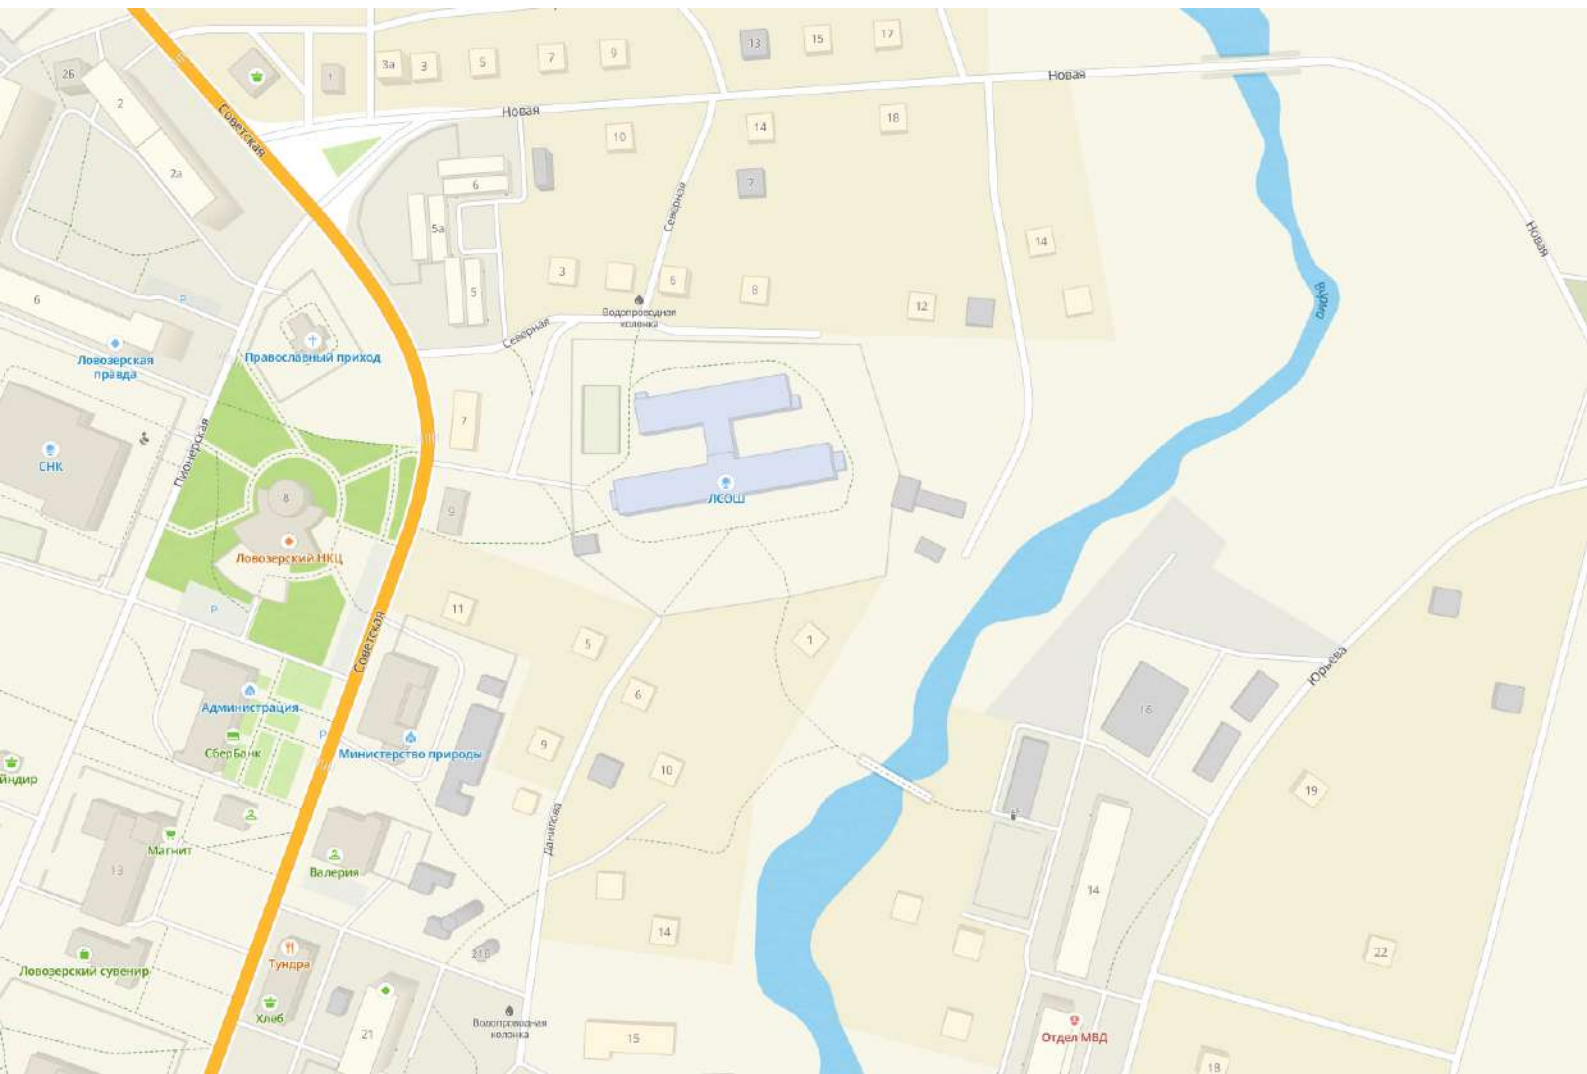 3а
3
5
7
9
13
15
17
2Б
1
2
Новая
Новая
Советская
10
14
18
2а
6
7
Северная
5а
Новая
14
3
6
8
5
12
Вирма
6
P
Водопроводная
колонка
Северная
Ловозерская
правда
Православный приход
7
СНК
Пионерская
8
ЛСОШ
9
Ловозерский НКЦ
P
11
5
1
Советская
Юрьева
Администрация
6
16
СберБанк
P
Министерство природы
9
10
19
йндир
Данилова
Магнит
Валерия
13
14
14
22
21Б
Тундра
Ловозерский сувенир
Хлеб
21
Водопроводная
колонка
15
Отдел МВД
18